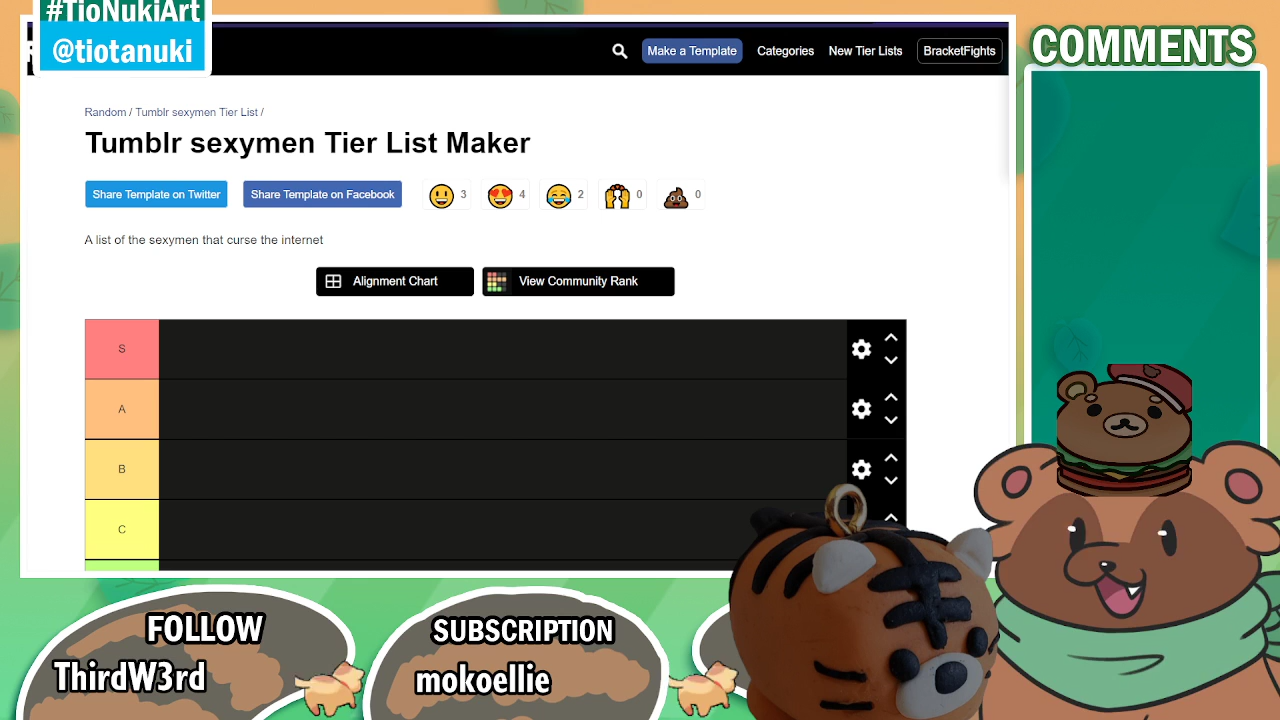 #TioNukiArt
@tiotanuki
Make a Template
Categories
New Tier Lists
BracketFights
COMMENTS
Random / Tumblr sexymen Tier List /
Tumblr sexymen Tier List Maker
Share Template on Twitter
Share Template on Facebook
3
4
2
0
0
A list of the sexymen that curse the internet
Alignment Chart
View Community Rank
S
A
B
C
FOLLOW
ThirdW3rd
SUBSCRIPTION
mokoellie